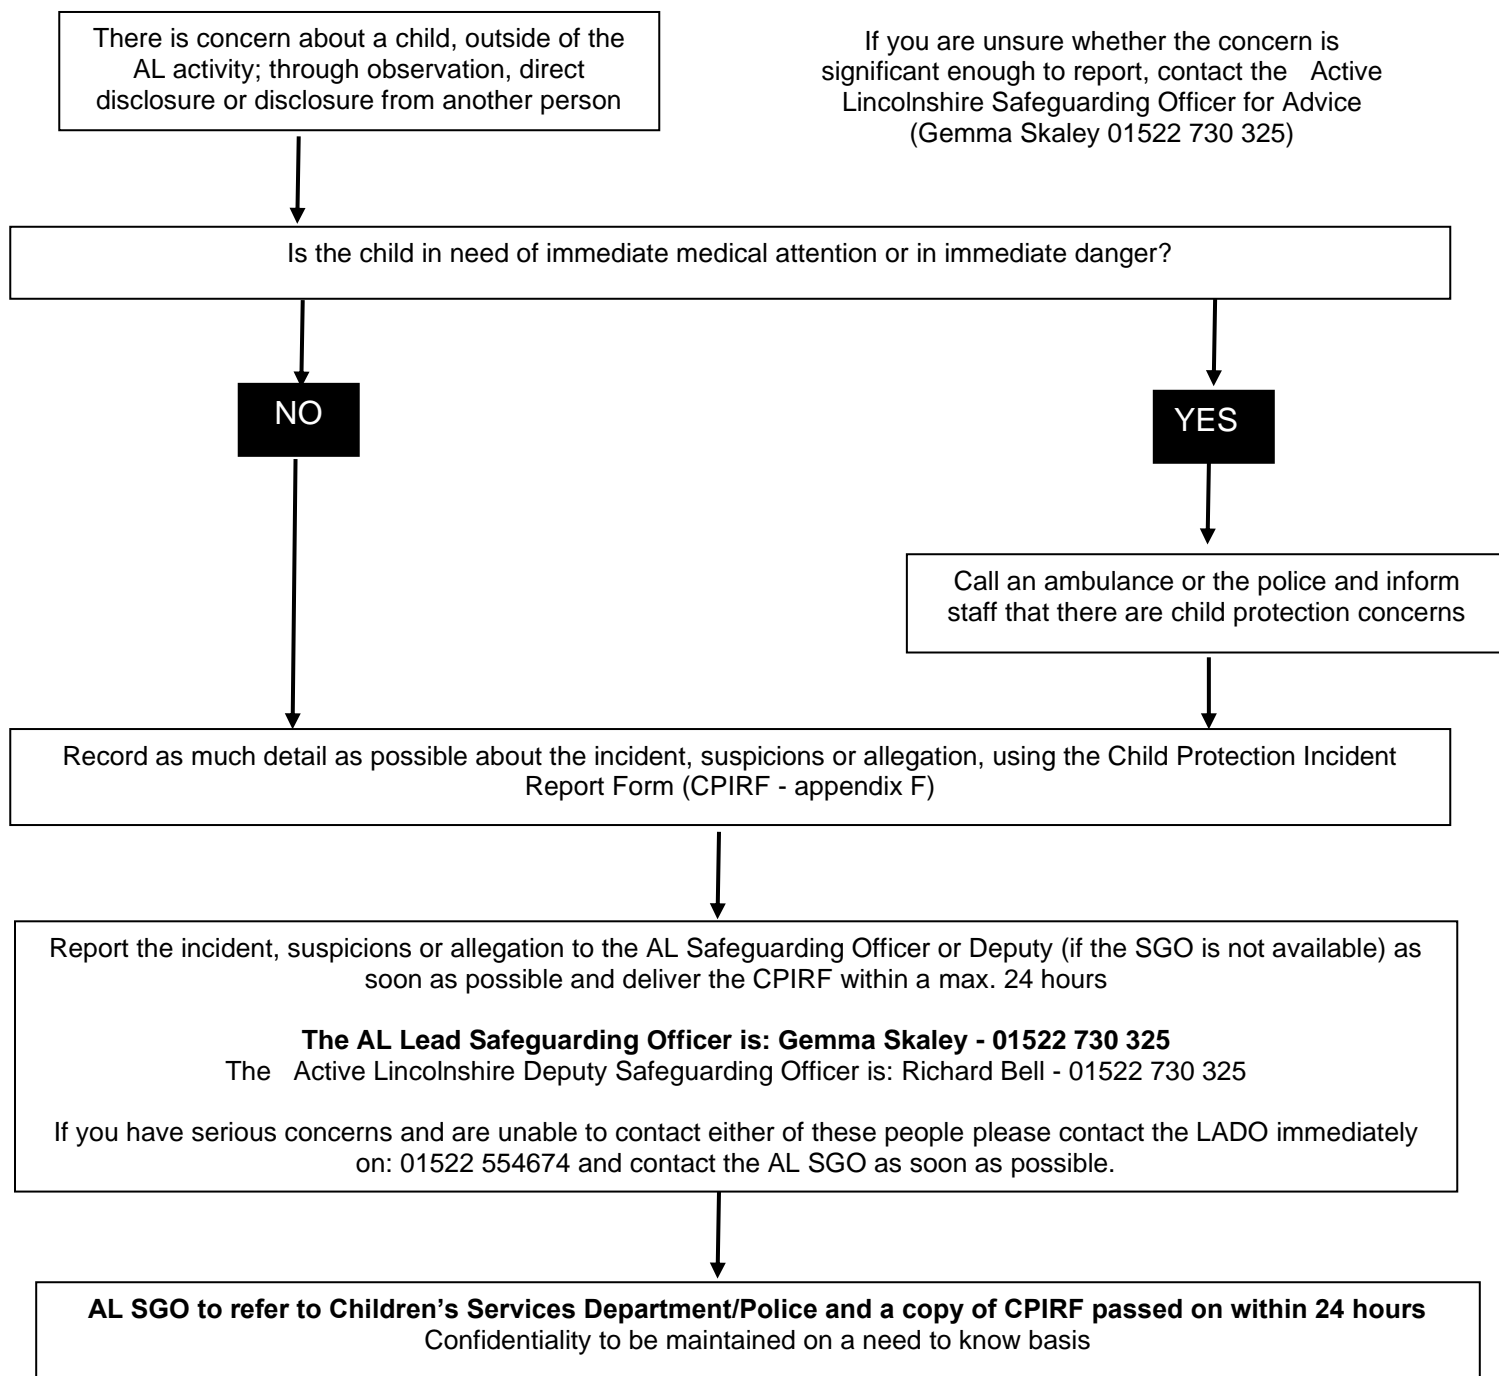 There is concern about a child, outside of the
AL activity; through observation, direct
disclosure or disclosure from another person
If you are unsure whether the concern is
significant enough to report, contact the Active
Lincolnshire Safeguarding Officer for Advice
(Gemma Skaley 01522 730 325)
Is the child in need of immediate medical attention or in immediate danger?
NO
YES
Call an ambulance or the police and inform
staff that there are child protection concerns
Record as much detail as possible about the incident, suspicions or allegation, using the Child Protection Incident
Report Form (CPIRF - appendix F)
Report the incident, suspicions or allegation to the AL Safeguarding Officer or Deputy (if the SGO is not available) as
soon as possible and deliver the CPIRF within a max. 24 hours
The AL Lead Safeguarding Officer is: Gemma Skaley - 01522 730 325
The Active Lincolnshire Deputy Safeguarding Officer is: Richard Bell - 01522 730 325
If you have serious concerns and are unable to contact either of these people please contact the LADO immediately
on: 01522 554674 and contact the AL SGO as soon as possible.
AL SGO to refer to Children’s Services Department/Police and a copy of CPIRF passed on within 24 hours
Confidentiality to be maintained on a need to know basis